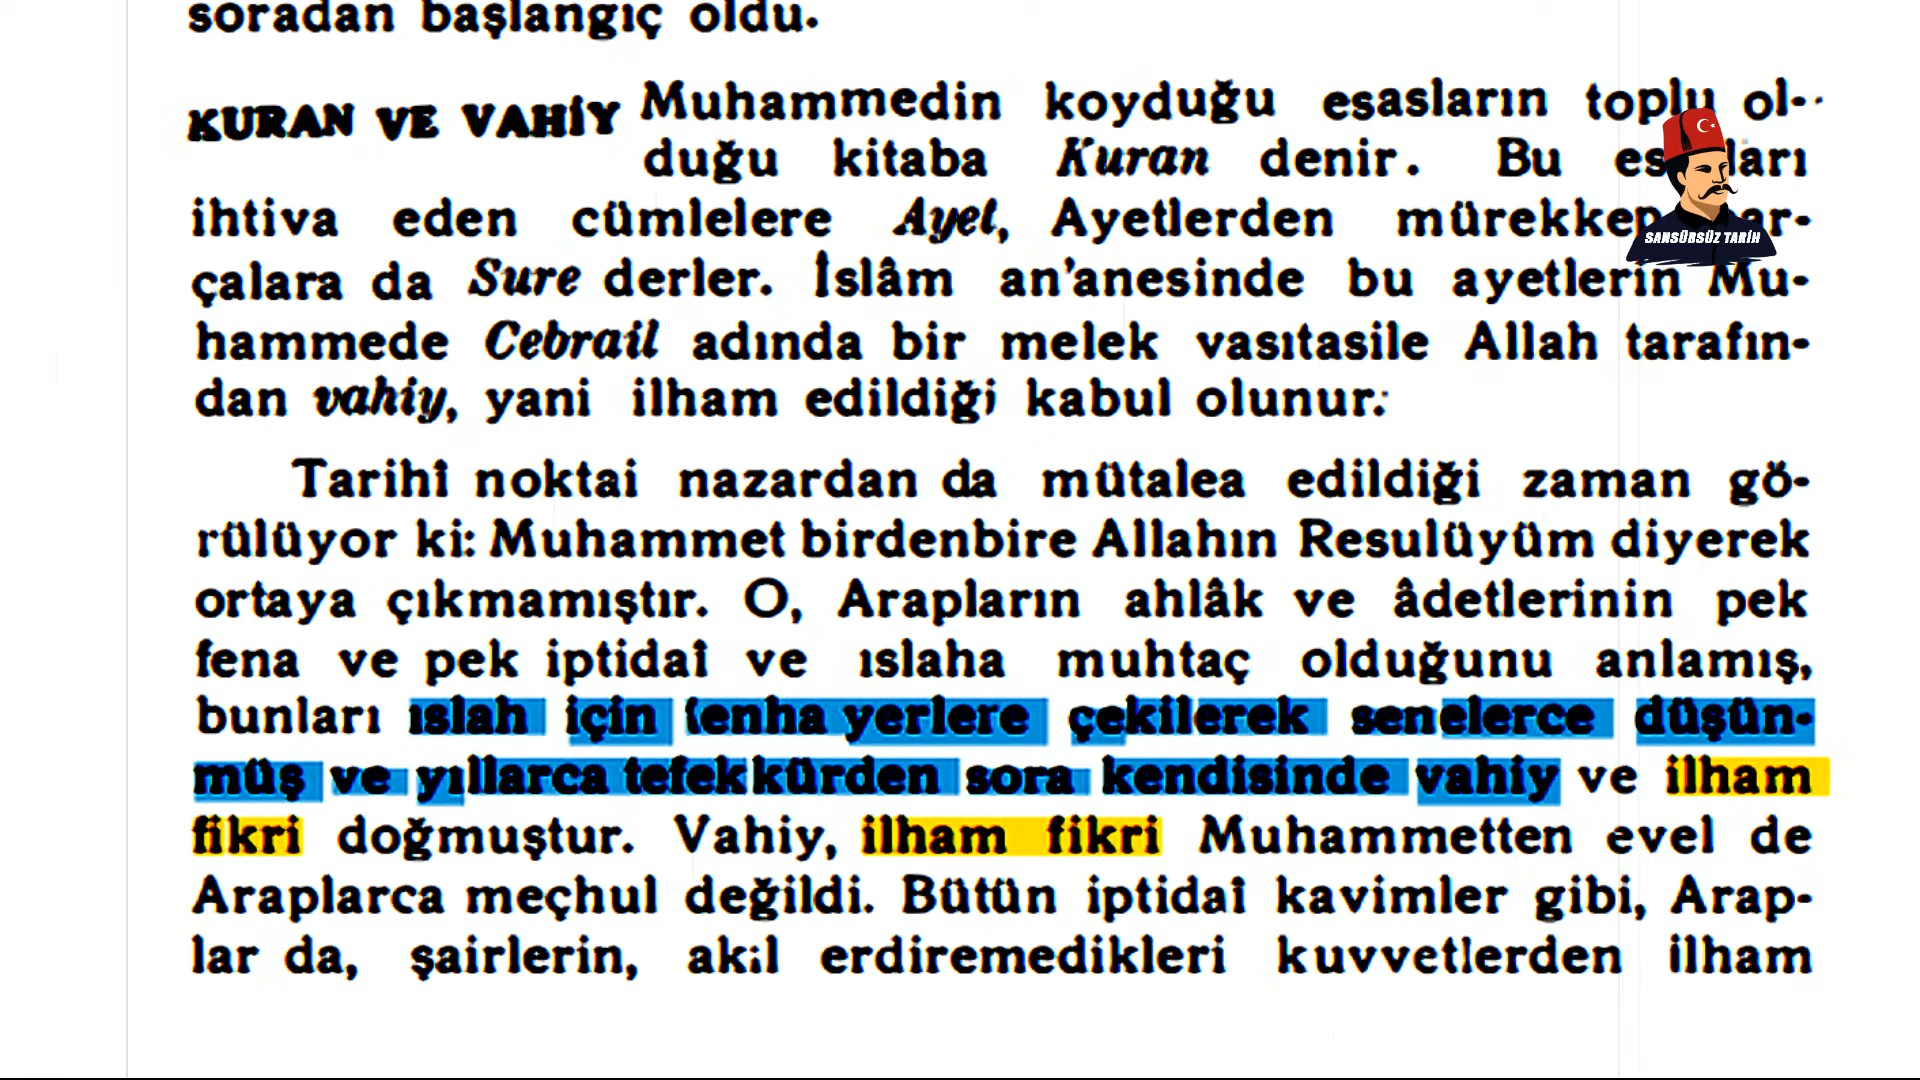 soradan başlangıç oldu.
KURAN VE VAHİY Muhammedin koyduğu esasların toplu ol-
duğu kitaba Kuran denir. Bu
ihtiva eden cümlelere Ayet, Ayetlerden mürekkep
çalara da Sure derler. İslâm an'anesinde bu ayetlerin Mu-
hammede Cebrail adında bir melek vasıtasile Allah tarafın-
dan vahiy, yani ilham edildiği kabul olunur.
Tarihî noktai nazardan da mütalea edildiği zaman gö-
rülüyor ki: Muhammet birdenbire Allahın Resulüyüm diyerek
ortaya çıkmamıştır. O, Arapların ahlâk ve âdetlerinin pek
fena ve pek iptidaî ve ıslaha muhtaç olduğunu anlamış,
bunları ıslah için tenha yerlere çekilerek senelerce düşün-
müş ve yıllarca tefekkürden sora kendisinde vahiy ve ilham
fikri doğmuştur. Vahiy, ilham fikri Muhammetten evel de
Araplarca meçhul değildi. Bütün iptidaî kavimler gibi, Arap-
lar da, şairlerin, akıl erdiremedikleri kuvvetlerden ilham
SANSÜRSÜZ TARİH